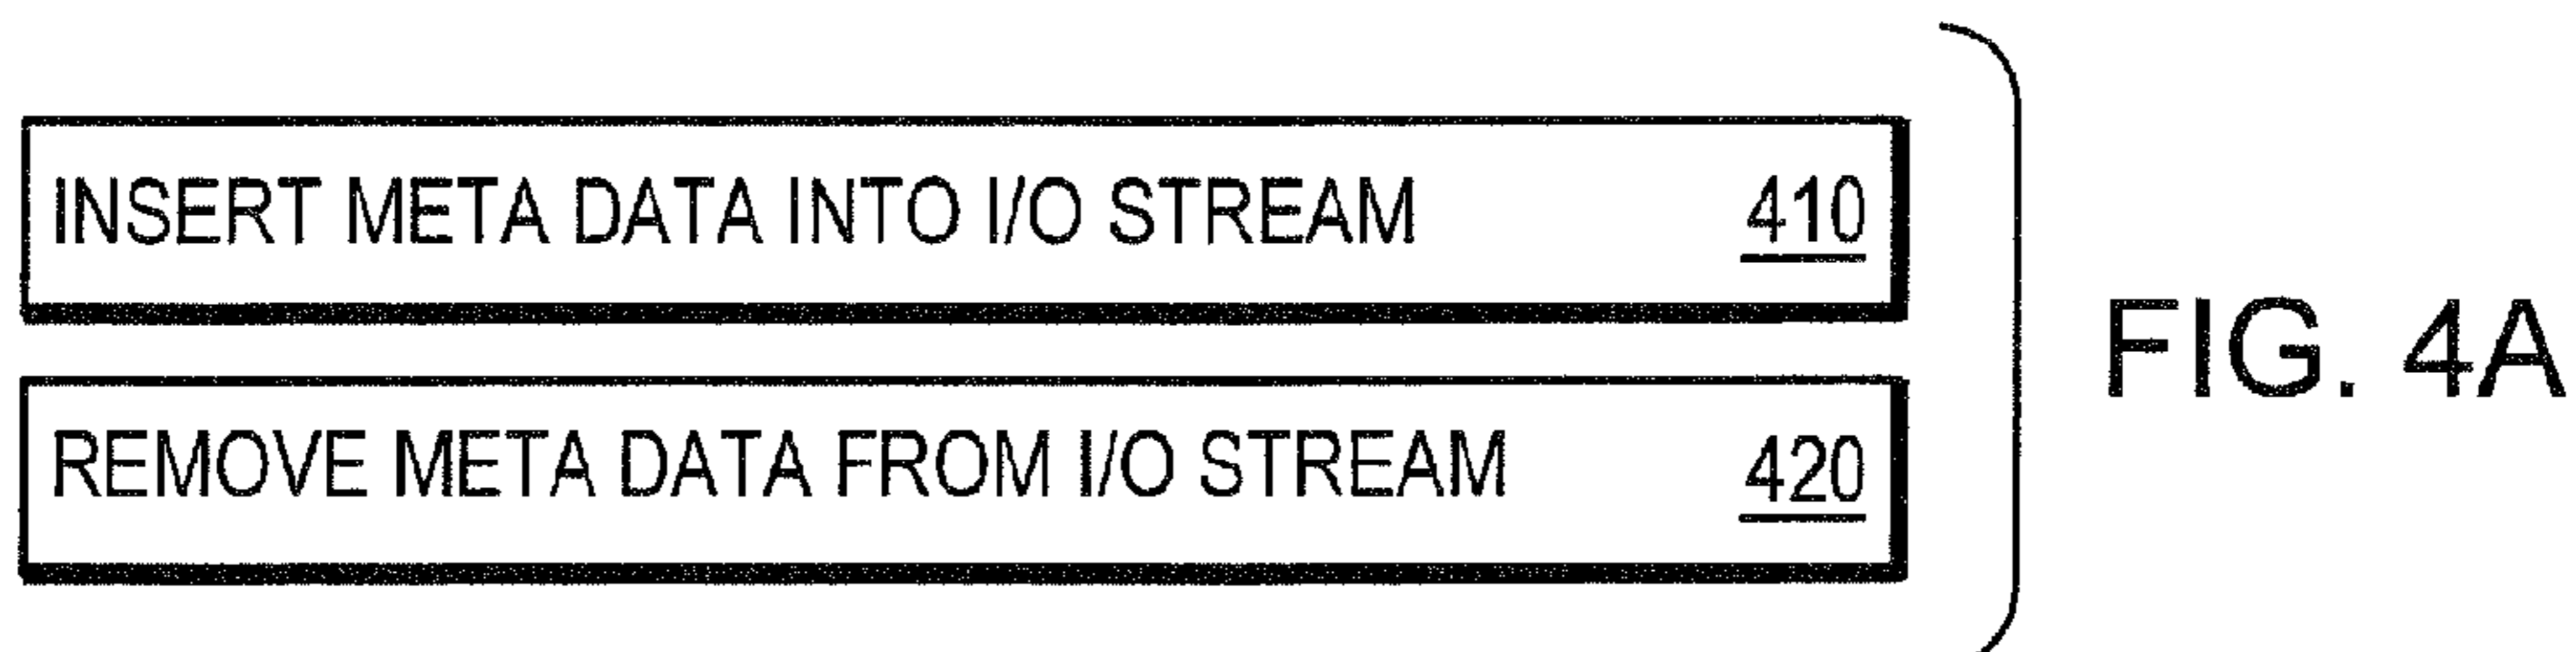 INSERT META DATA INTO I/O STREAM 410
REMOVE META DATA FROM I/O STREAM 420
FIG. 4A